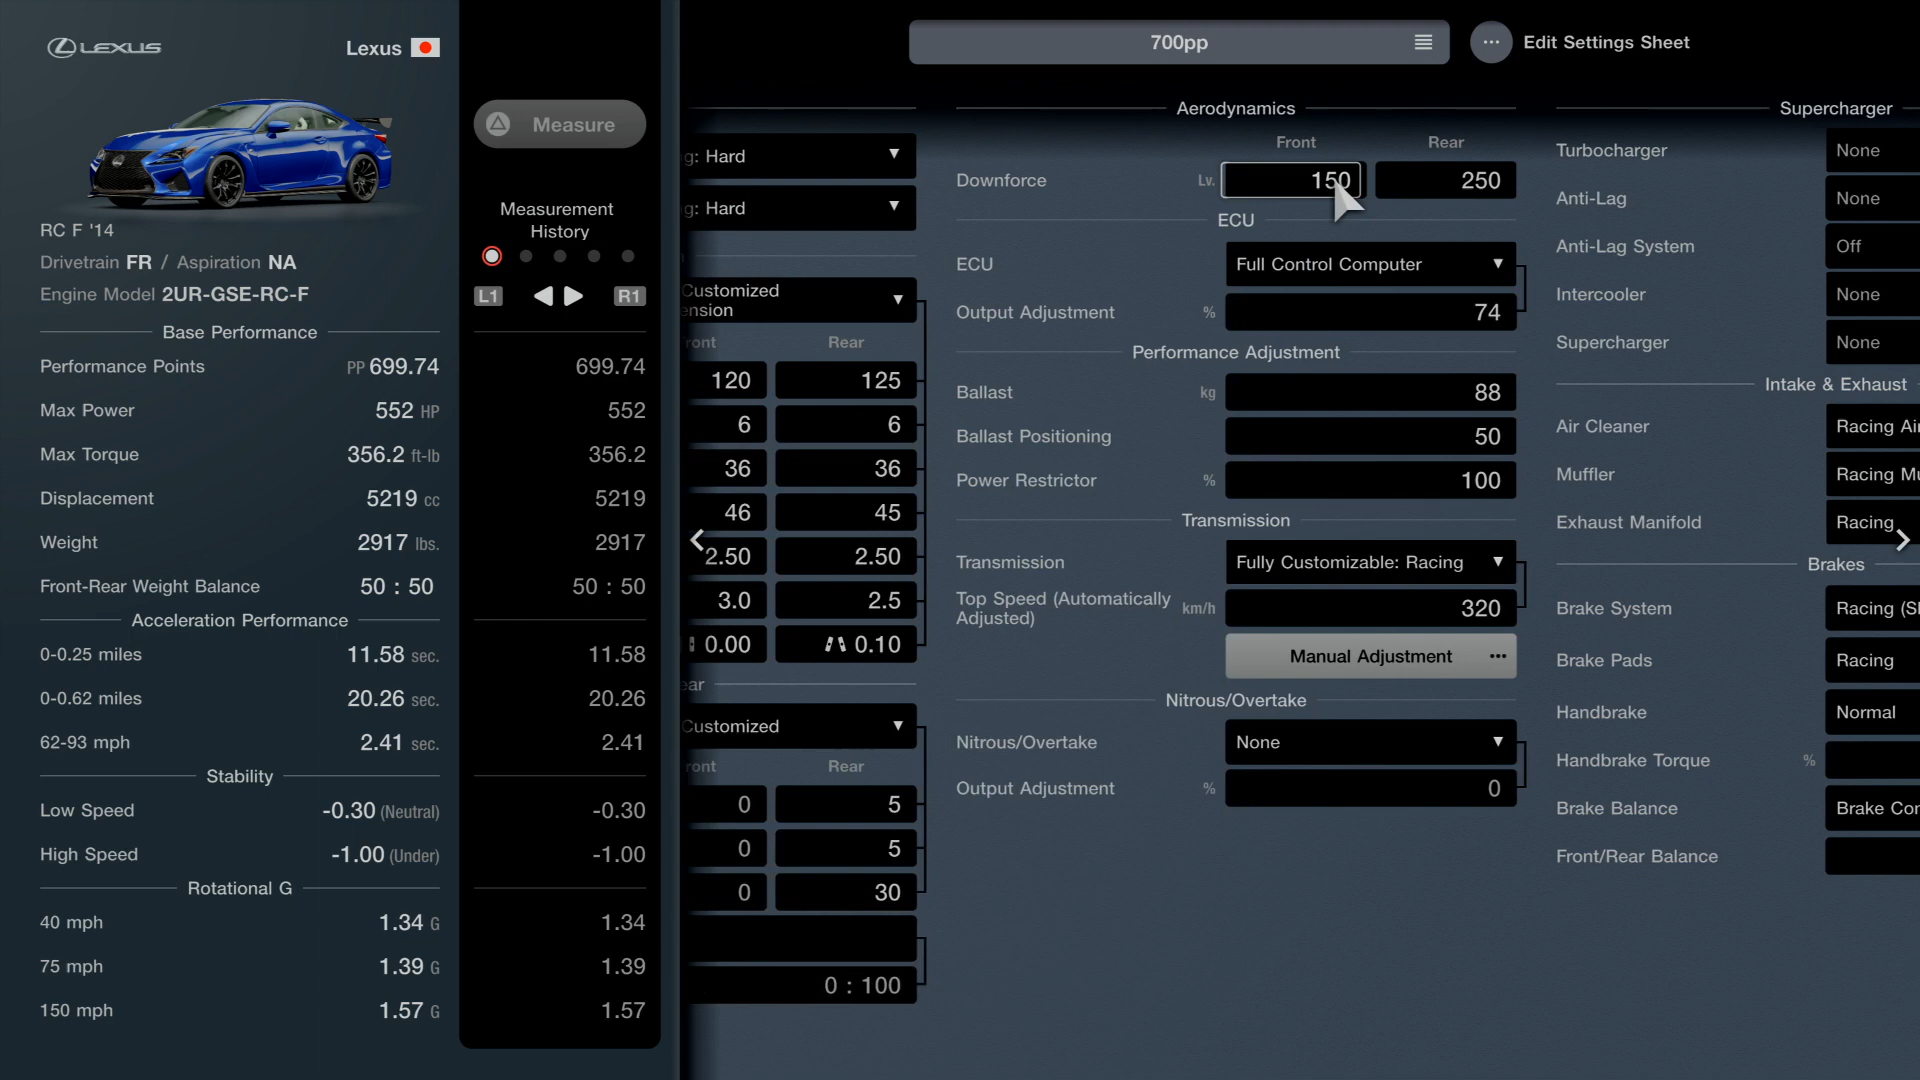 LEXUS
Lexus
RC F '14
Drivetrain FR / Aspiration NA
Engine Model 2UR-GSE-RC-F
Base Performance
Performance Points PP 699.74
Max Power 552 HP
Max Torque 356.2 ft-lb
Displacement 5219 cc
Weight 2917 lbs.
Front-Rear Weight Balance 50 : 50
Acceleration Performance
0-0.25 miles 11.58 sec.
0-0.62 miles 20.26 sec.
62-93 mph 2.41 sec.
Stability
Low Speed -0.30 (Neutral)
High Speed -1.00 (Under)
Rotational G
40 mph 1.34 G
75 mph 1.39 G
150 mph 1.57 G
Measure
Measurement
History
L1 R1
699.74
552
356.2
5219
2917
50 : 50
11.58
20.26
2.41
-0.30
-1.00
1.34
1.39
1.57
700pp
Edit Settings Sheet
g: Hard
g: Hard
Customized
ension
ront Rear
120 125
6 6
36 36
46 45
2.50 2.50
3.0 2.5
0.00 0.10
ear
Customized
ront Rear
0 5
0 5
0 30
0 : 100
Aerodynamics
Front Rear
Downforce Lv. 150 250
ECU
ECU Full Control Computer
Output Adjustment % 74
Performance Adjustment
Ballast kg 88
Ballast Positioning 50
Power Restrictor % 100
Transmission
Transmission Fully Customizable: Racing
Top Speed (Automatically
Adjusted) km/h 320
Manual Adjustment
Nitrous/Overtake
Nitrous/Overtake None
Output Adjustment % 0
Supercharger
Turbocharger None
Anti-Lag None
Anti-Lag System Off
Intercooler None
Supercharger None
Intake & Exhaust
Air Cleaner Racing Ai
Muffler Racing Mu
Exhaust Manifold Racing
Brakes
Brake System Racing (Sl
Brake Pads Racing
Handbrake Normal
Handbrake Torque %
Brake Balance Brake Con
Front/Rear Balance